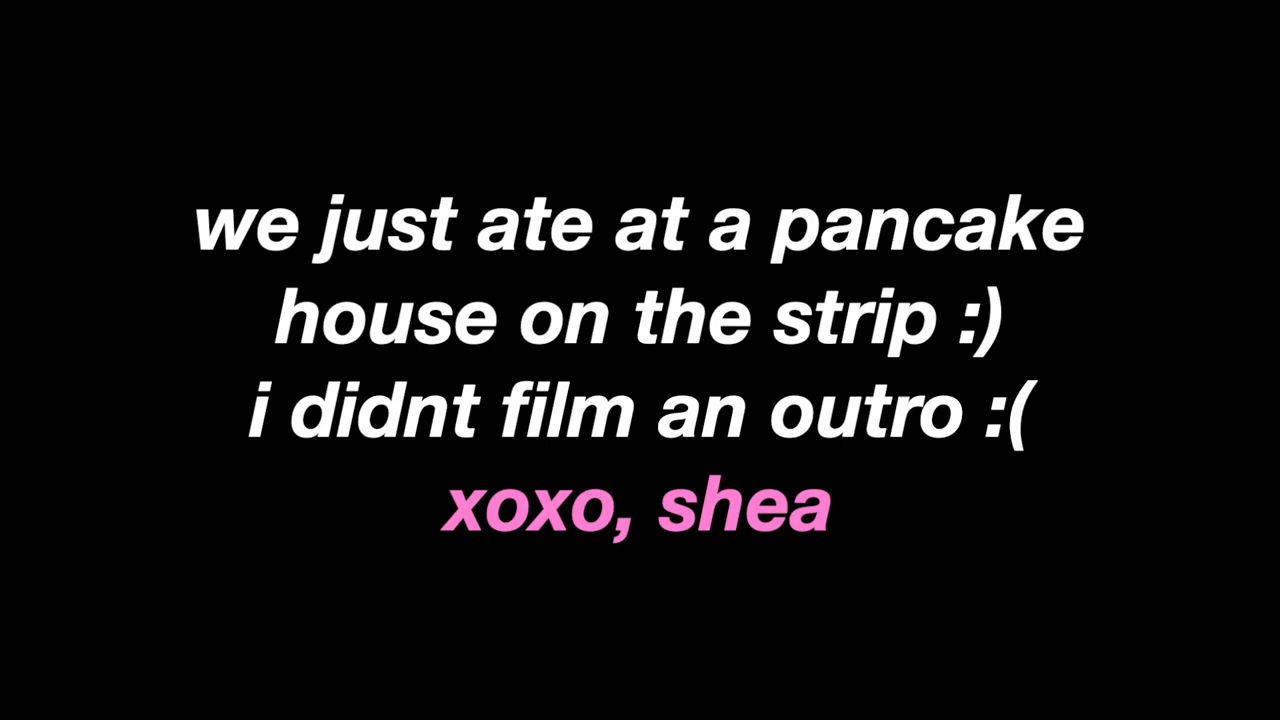 we just ate at a pancake
house on the strip :)
i didnt film an outro :(
xoxo, shea